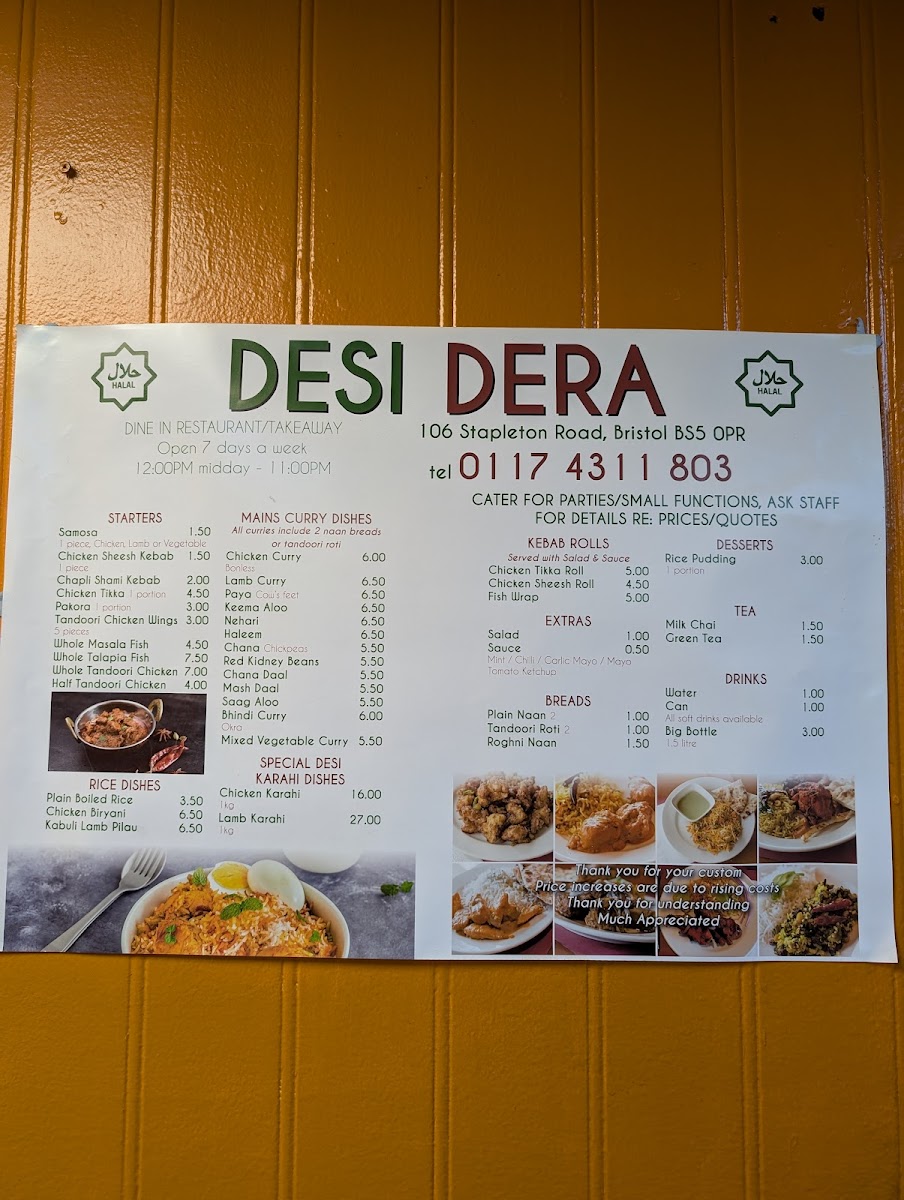 حلال
HALAL
DESI DERA
حلال
HALAL
DINE IN RESTAURANT/TAKEAWAY
Open 7 days a week
12:00PM midday - 11:00PM
106 Stapleton Road, Bristol BS5 0PR
tel 0117 4311 803
CATER FOR PARTIES/SMALL FUNCTIONS, ASK STAFF
FOR DETAILS RE: PRICES/QUOTES
STARTERS
Samosa 1.50
1 piece, Chicken, Lamb or Vegetable
Chicken Sheesh Kebab 1.50
1 piece
Chapli Shami Kebab 2.00
Chicken Tikka 1 portion 4.50
Pakora 1 portion 3.00
Tandoori Chicken Wings 3.00
5 pieces
Whole Masala Fish 4.50
Whole Talapia Fish 7.50
Whole Tandoori Chicken 7.00
Half Tandoori Chicken 4.00
RICE DISHES
Plain Boiled Rice 3.50
Chicken Biryani 6.50
Kabuli Lamb Pilau 6.50
MAINS CURRY DISHES
All curries include 2 naan breads
or tandoori roti
Chicken Curry 6.00
Bonless
Lamb Curry 6.50
Paya Cow's feet 6.50
Keema Aloo 6.50
Nehari 6.50
Haleem 6.50
Chana Chickpeas 5.50
Red Kidney Beans 5.50
Chana Daal 5.50
Mash Daal 5.50
Saag Aloo 5.50
Bhindi Curry 6.00
Okra
Mixed Vegetable Curry 5.50
SPECIAL DESI
KARAHI DISHES
Chicken Karahi 16.00
1kg
Lamb Karahi 27.00
1kg
KEBAB ROLLS
Served with Salad & Sauce
Chicken Tikka Roll 5.00
Chicken Sheesh Roll 4.50
Fish Wrap 5.00
EXTRAS
Salad 1.00
Sauce 0.50
Mint / Chilli / Garlic Mayo / Mayo
Tomato Ketchup
BREADS
Plain Naan 2 1.00
Tandoori Roti 2 1.00
Roghni Naan 1.50
DESSERTS
Rice Pudding 3.00
1 portion
TEA
Milk Chai 1.50
Green Tea 1.50
DRINKS
Water 1.00
Can 1.00
All soft drinks available
Big Bottle 3.00
1.5 litre
Thank you for your custom
Price increases are due to rising costs
Thank you for understanding
Much Appreciated